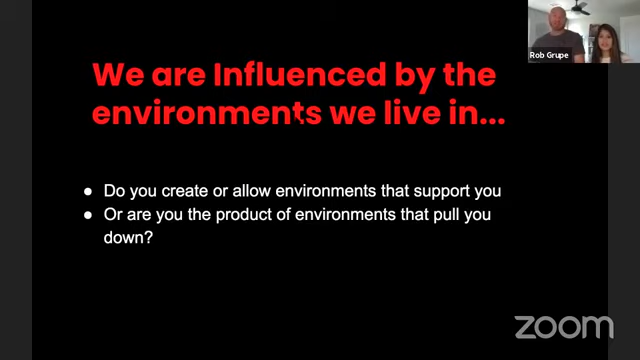 Rob Grupe
We are Influenced by the
environments we live in...
Do you create or allow environments that support you
Or are you the product of environments that pull you
down?
zoom